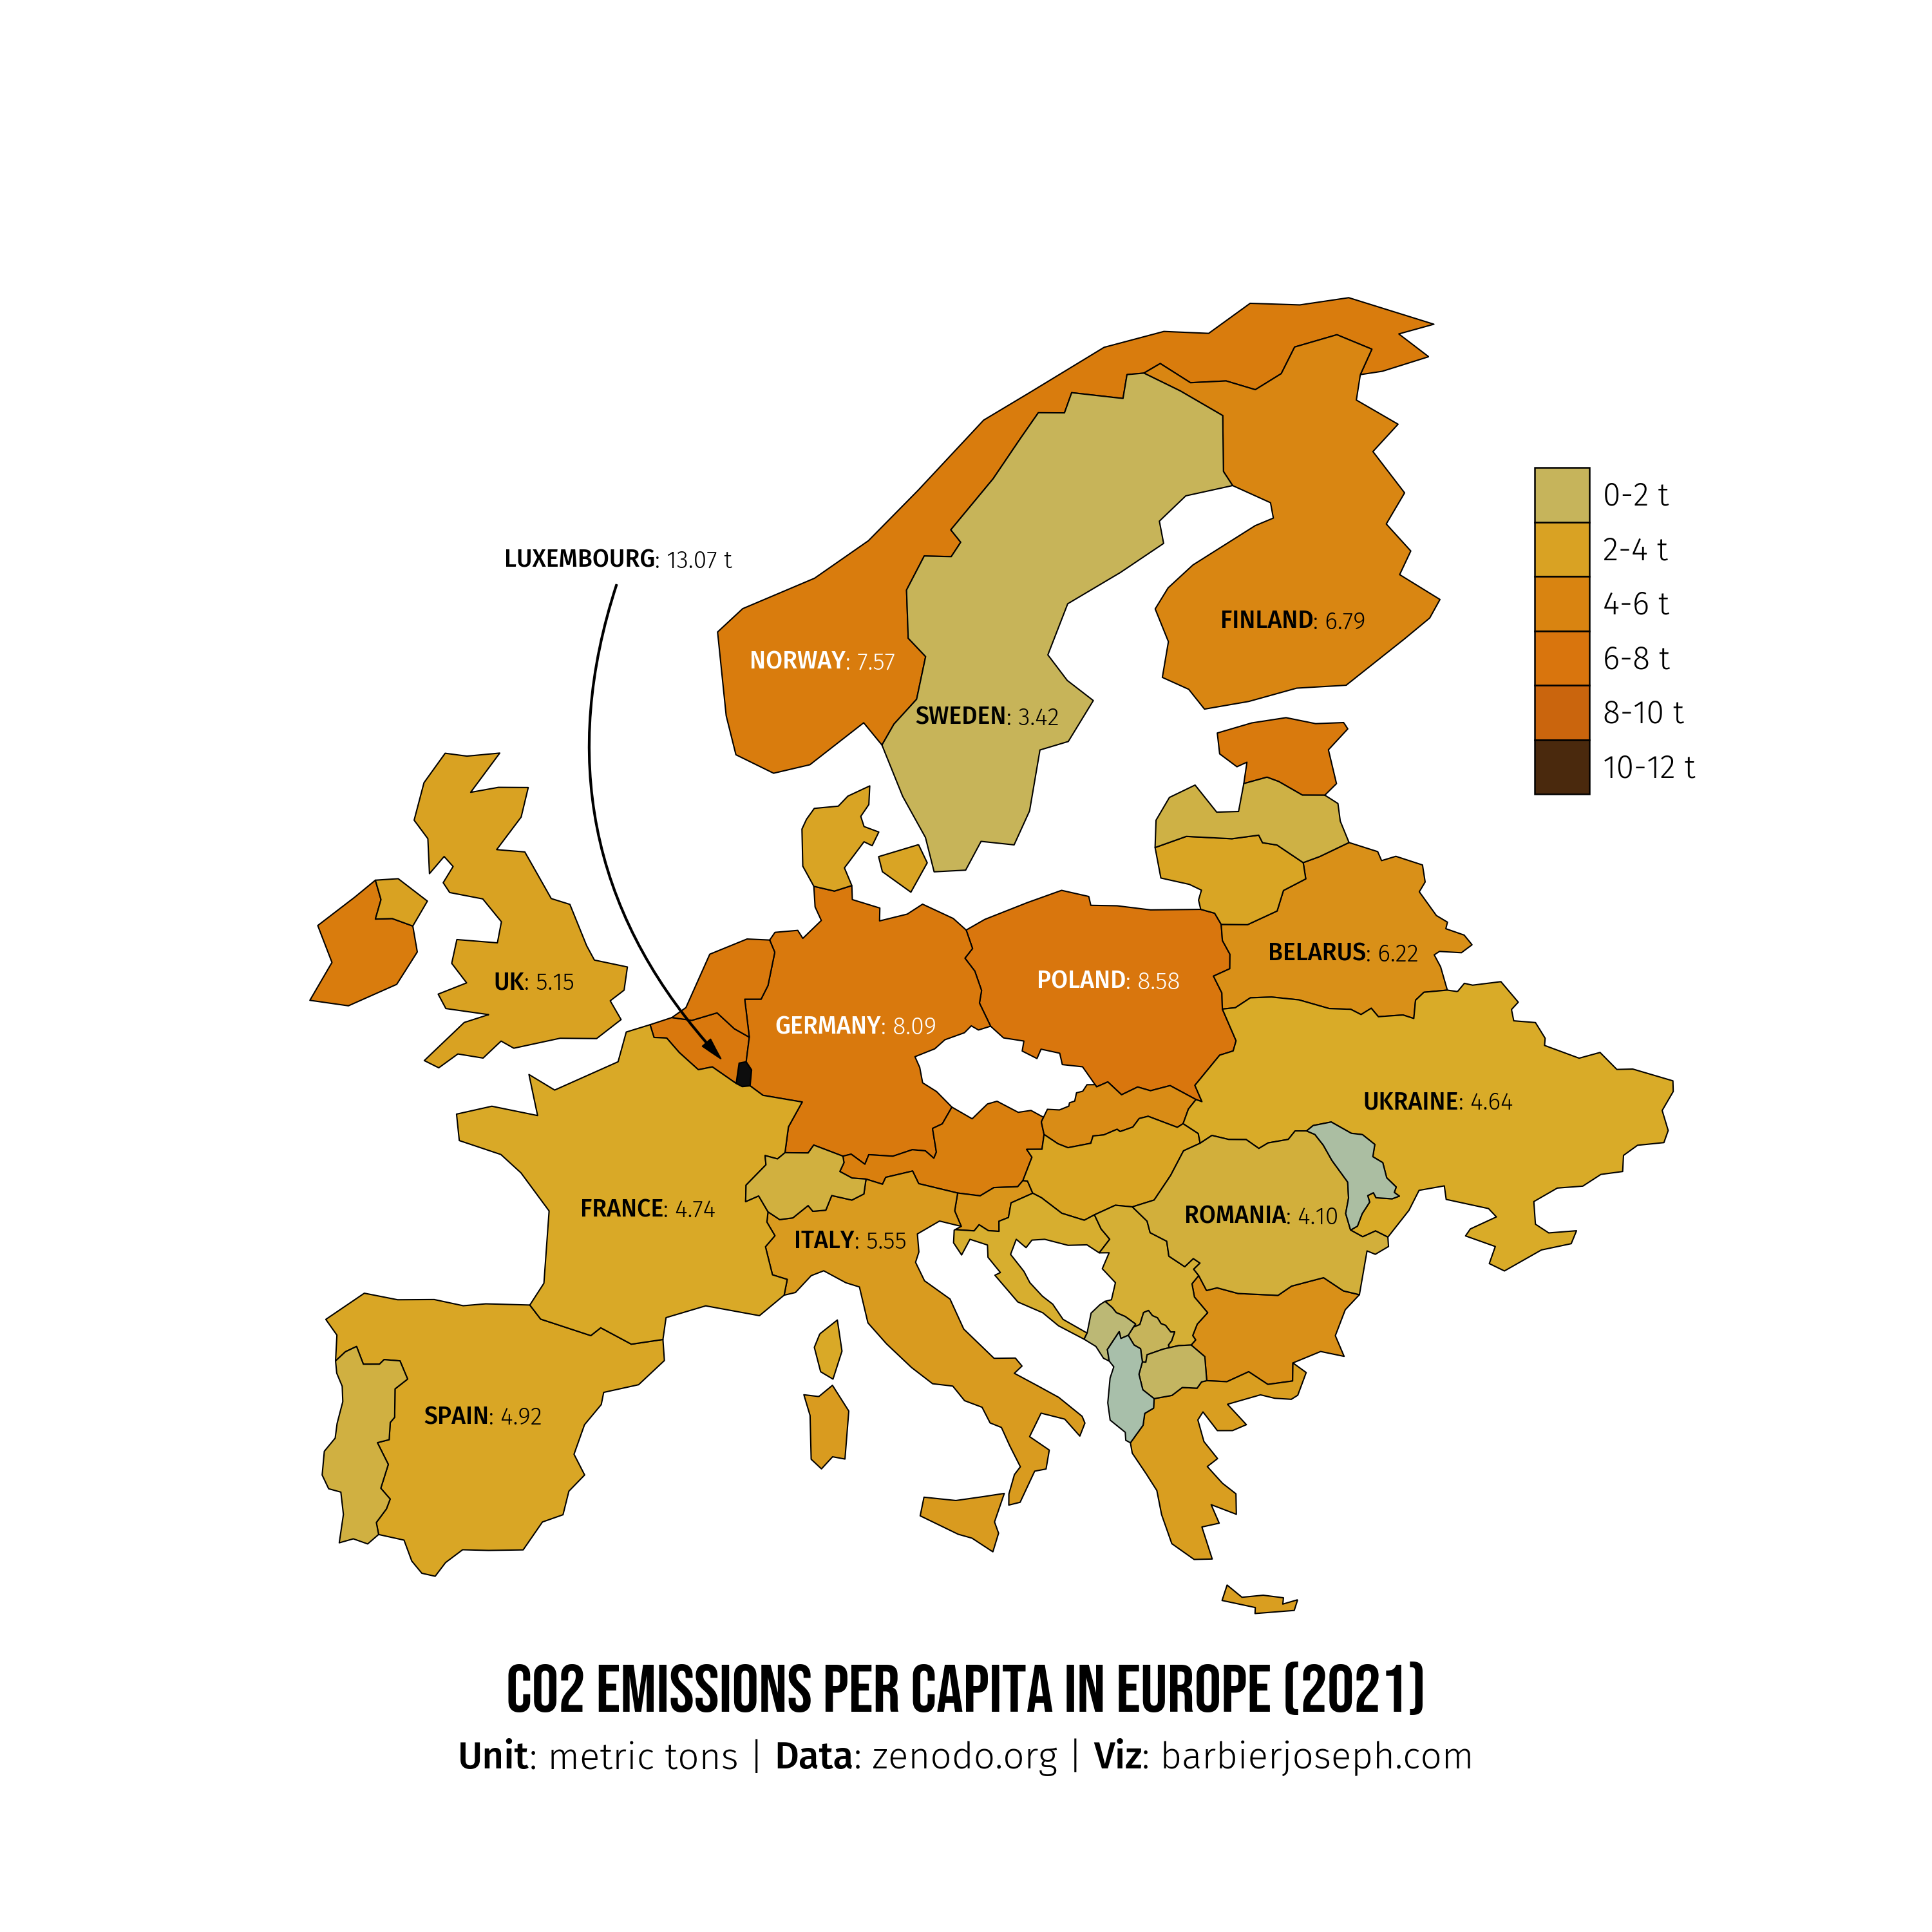 LUXEMBOURG: 13.07 t
NORWAY: 7.57
FINLAND: 6.79
SWEDEN: 3.42
0-2 t
2-4 t
4-6 t
6-8 t
8-10 t
10-12 t
UK: 5.15
GERMANY: 8.09
POLAND: 8.58
BELARUS: 6.22
UKRAINE: 4.64
FRANCE: 4.74
ITALY: 5.55
ROMANIA: 4.10
SPAIN: 4.92
CO2 EMISSIONS PER CAPITA IN EUROPE (2021)
Unit: metric tons | Data: zenodo.org | Viz: barbierjoseph.com